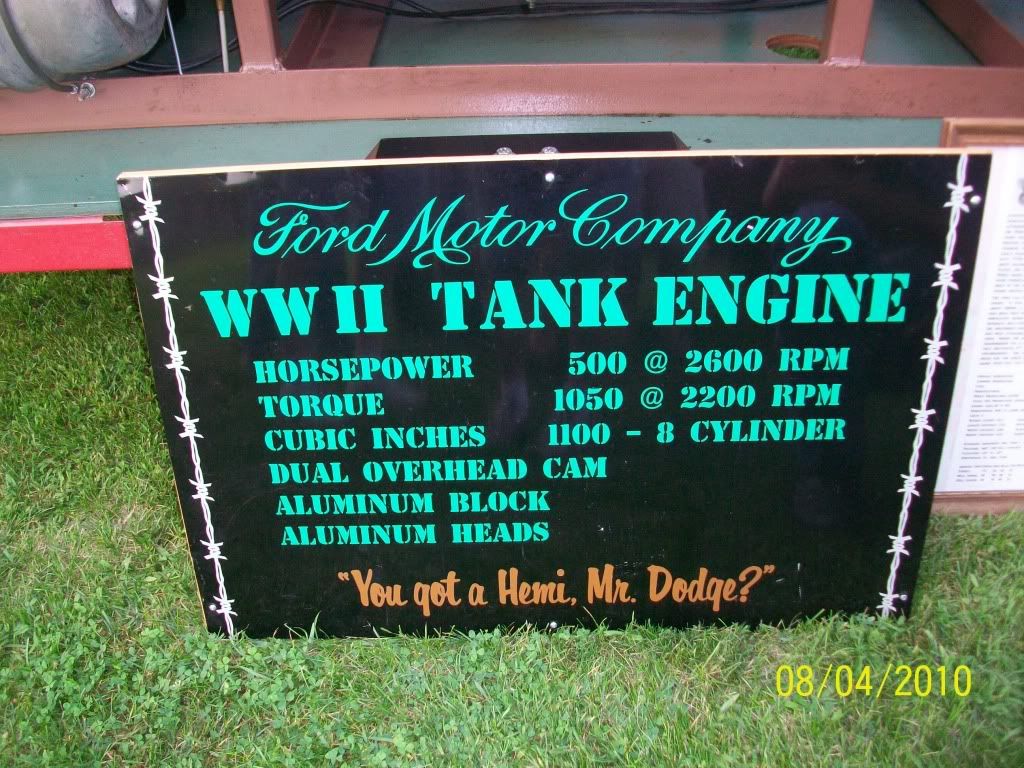 Ford Motor Company
WW II TANK ENGINE
HORSEPOWER 500 @ 2600 RPM
TORQUE 1050 @ 2200 RPM
CUBIC INCHES 1100 - 8 CYLINDER
DUAL OVERHEAD CAM
ALUMINUM BLOCK
ALUMINUM HEADS
"You got a Hemi, Mr. Dodge?"
08/04/2010